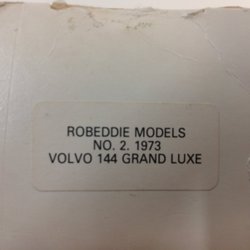 ROBEDDIE MODELS
NO. 2. 1973
VOLVO 144 GRAND LUXE